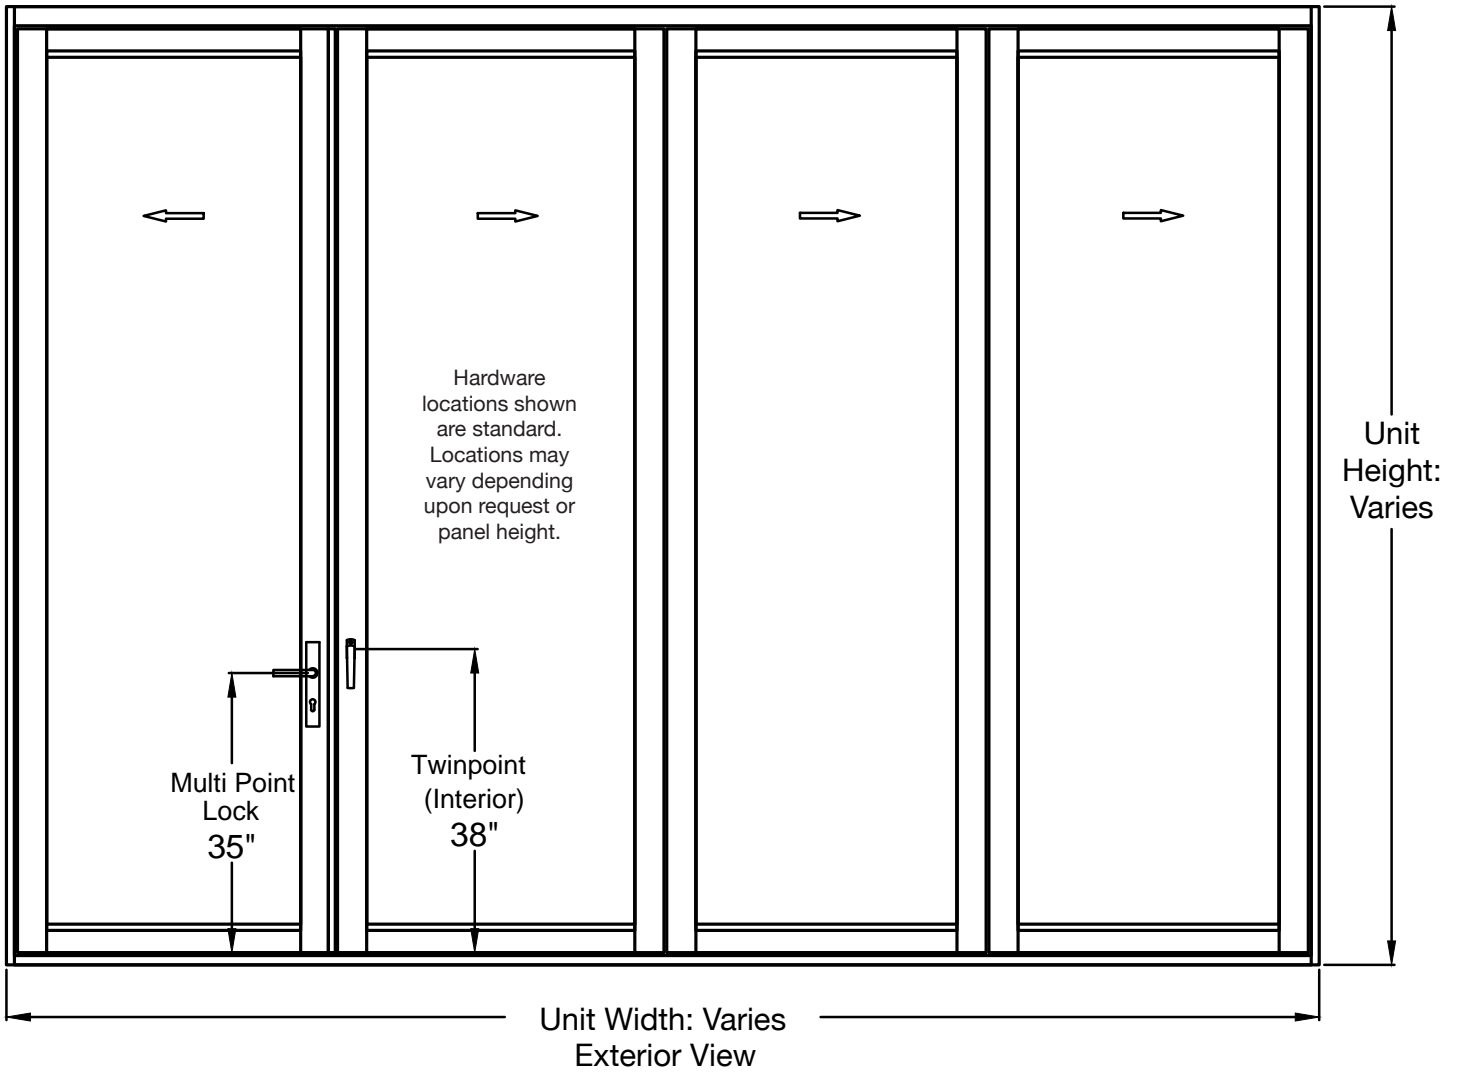 Hardware
locations shown
are standard.
Locations may
vary depending
upon request or
panel height.
Unit
Height:
Varies
Multi Point
Lock
35"
Twinpoint
(Interior)
38"
Unit Width: Varies
Exterior View